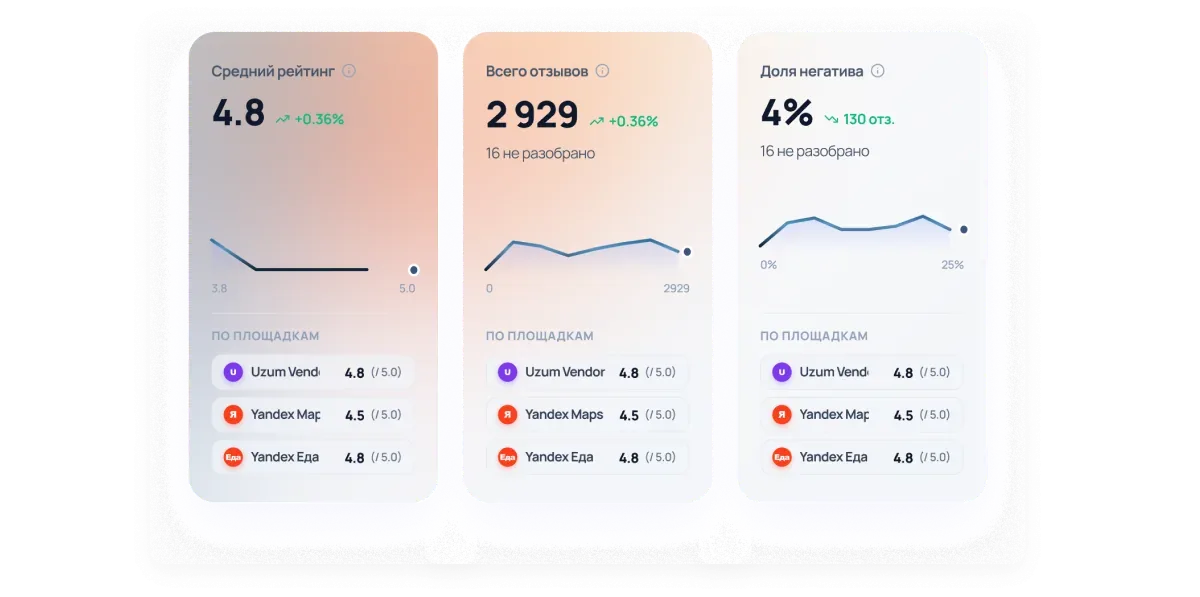 Средний рейтинг
4.8 +0.36%
3.8 5.0
ПО ПЛОЩАДКАМ
U Uzum Vend 4.8 (/ 5.0)
Я Yandex Map 4.5 (/ 5.0)
Еда Yandex Еда 4.8 (/ 5.0)
Всего отзывов
2 929 +0.36%
16 не разобрано
0 2929
ПО ПЛОЩАДКАМ
U Uzum Vendor 4.8 (/ 5.0)
Я Yandex Maps 4.5 (/ 5.0)
Еда Yandex Еда 4.8 (/ 5.0)
Доля негатива
4% 130 отз.
16 не разобрано
0% 25%
ПО ПЛОЩАДКАМ
U Uzum Vend 4.8 (/ 5.0)
Я Yandex Map 4.5 (/ 5.0)
Еда Yandex Еда 4.8 (/ 5.0)